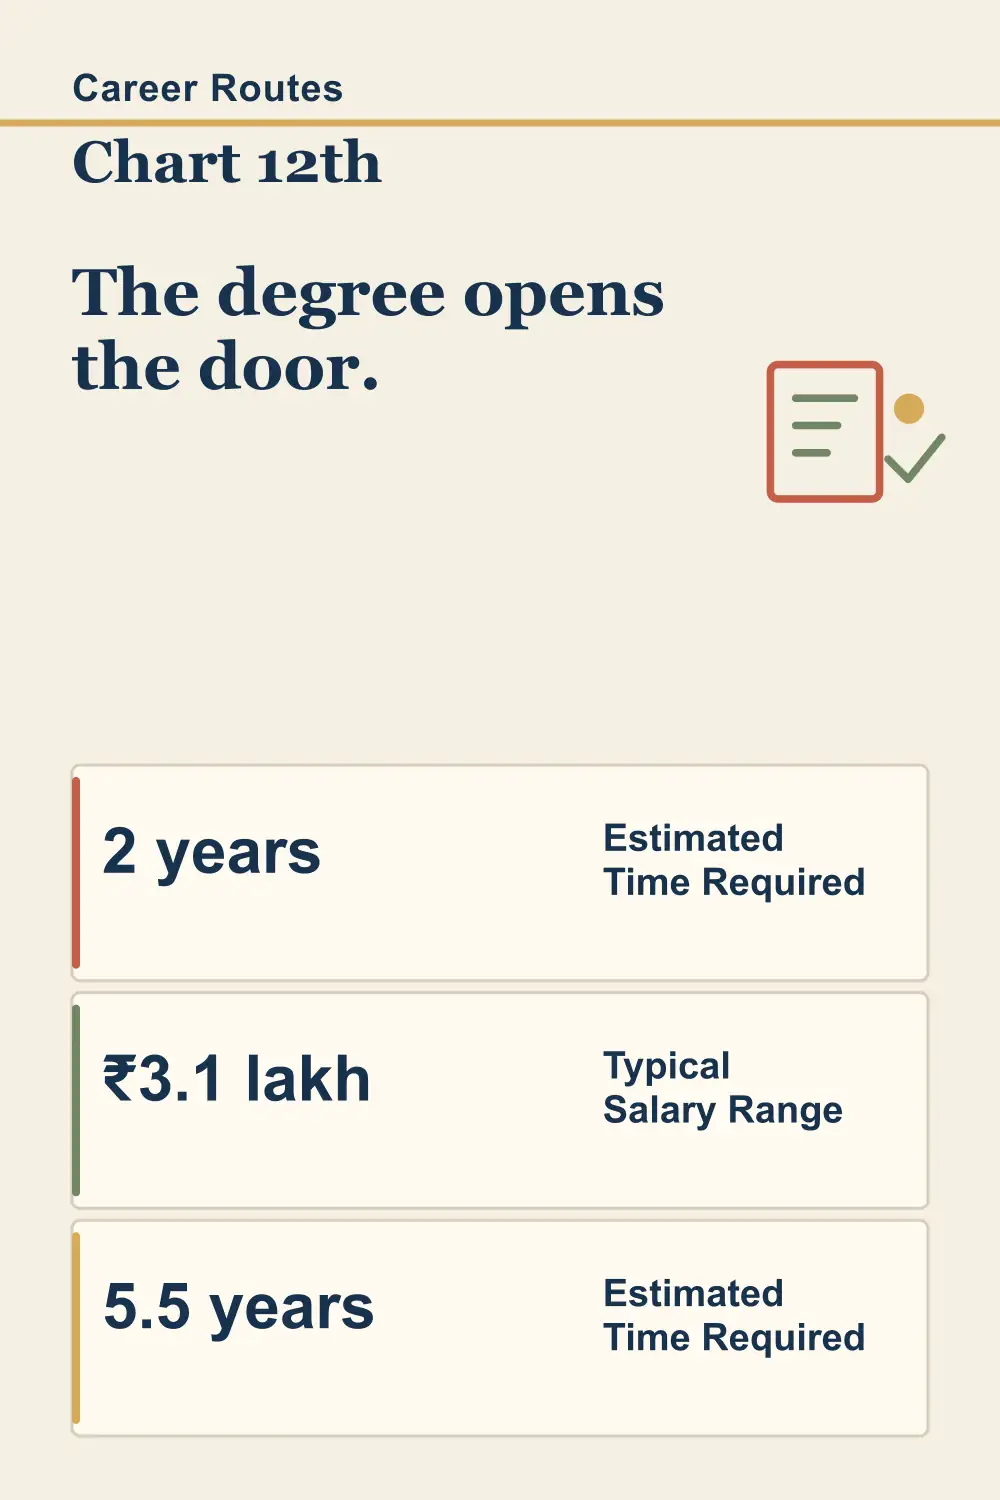 Career Routes
Chart 12th
The degree opens
the door.
2 years
Estimated
Time Required
₹3.1 lakh
Typical
Salary Range
5.5 years
Estimated
Time Required